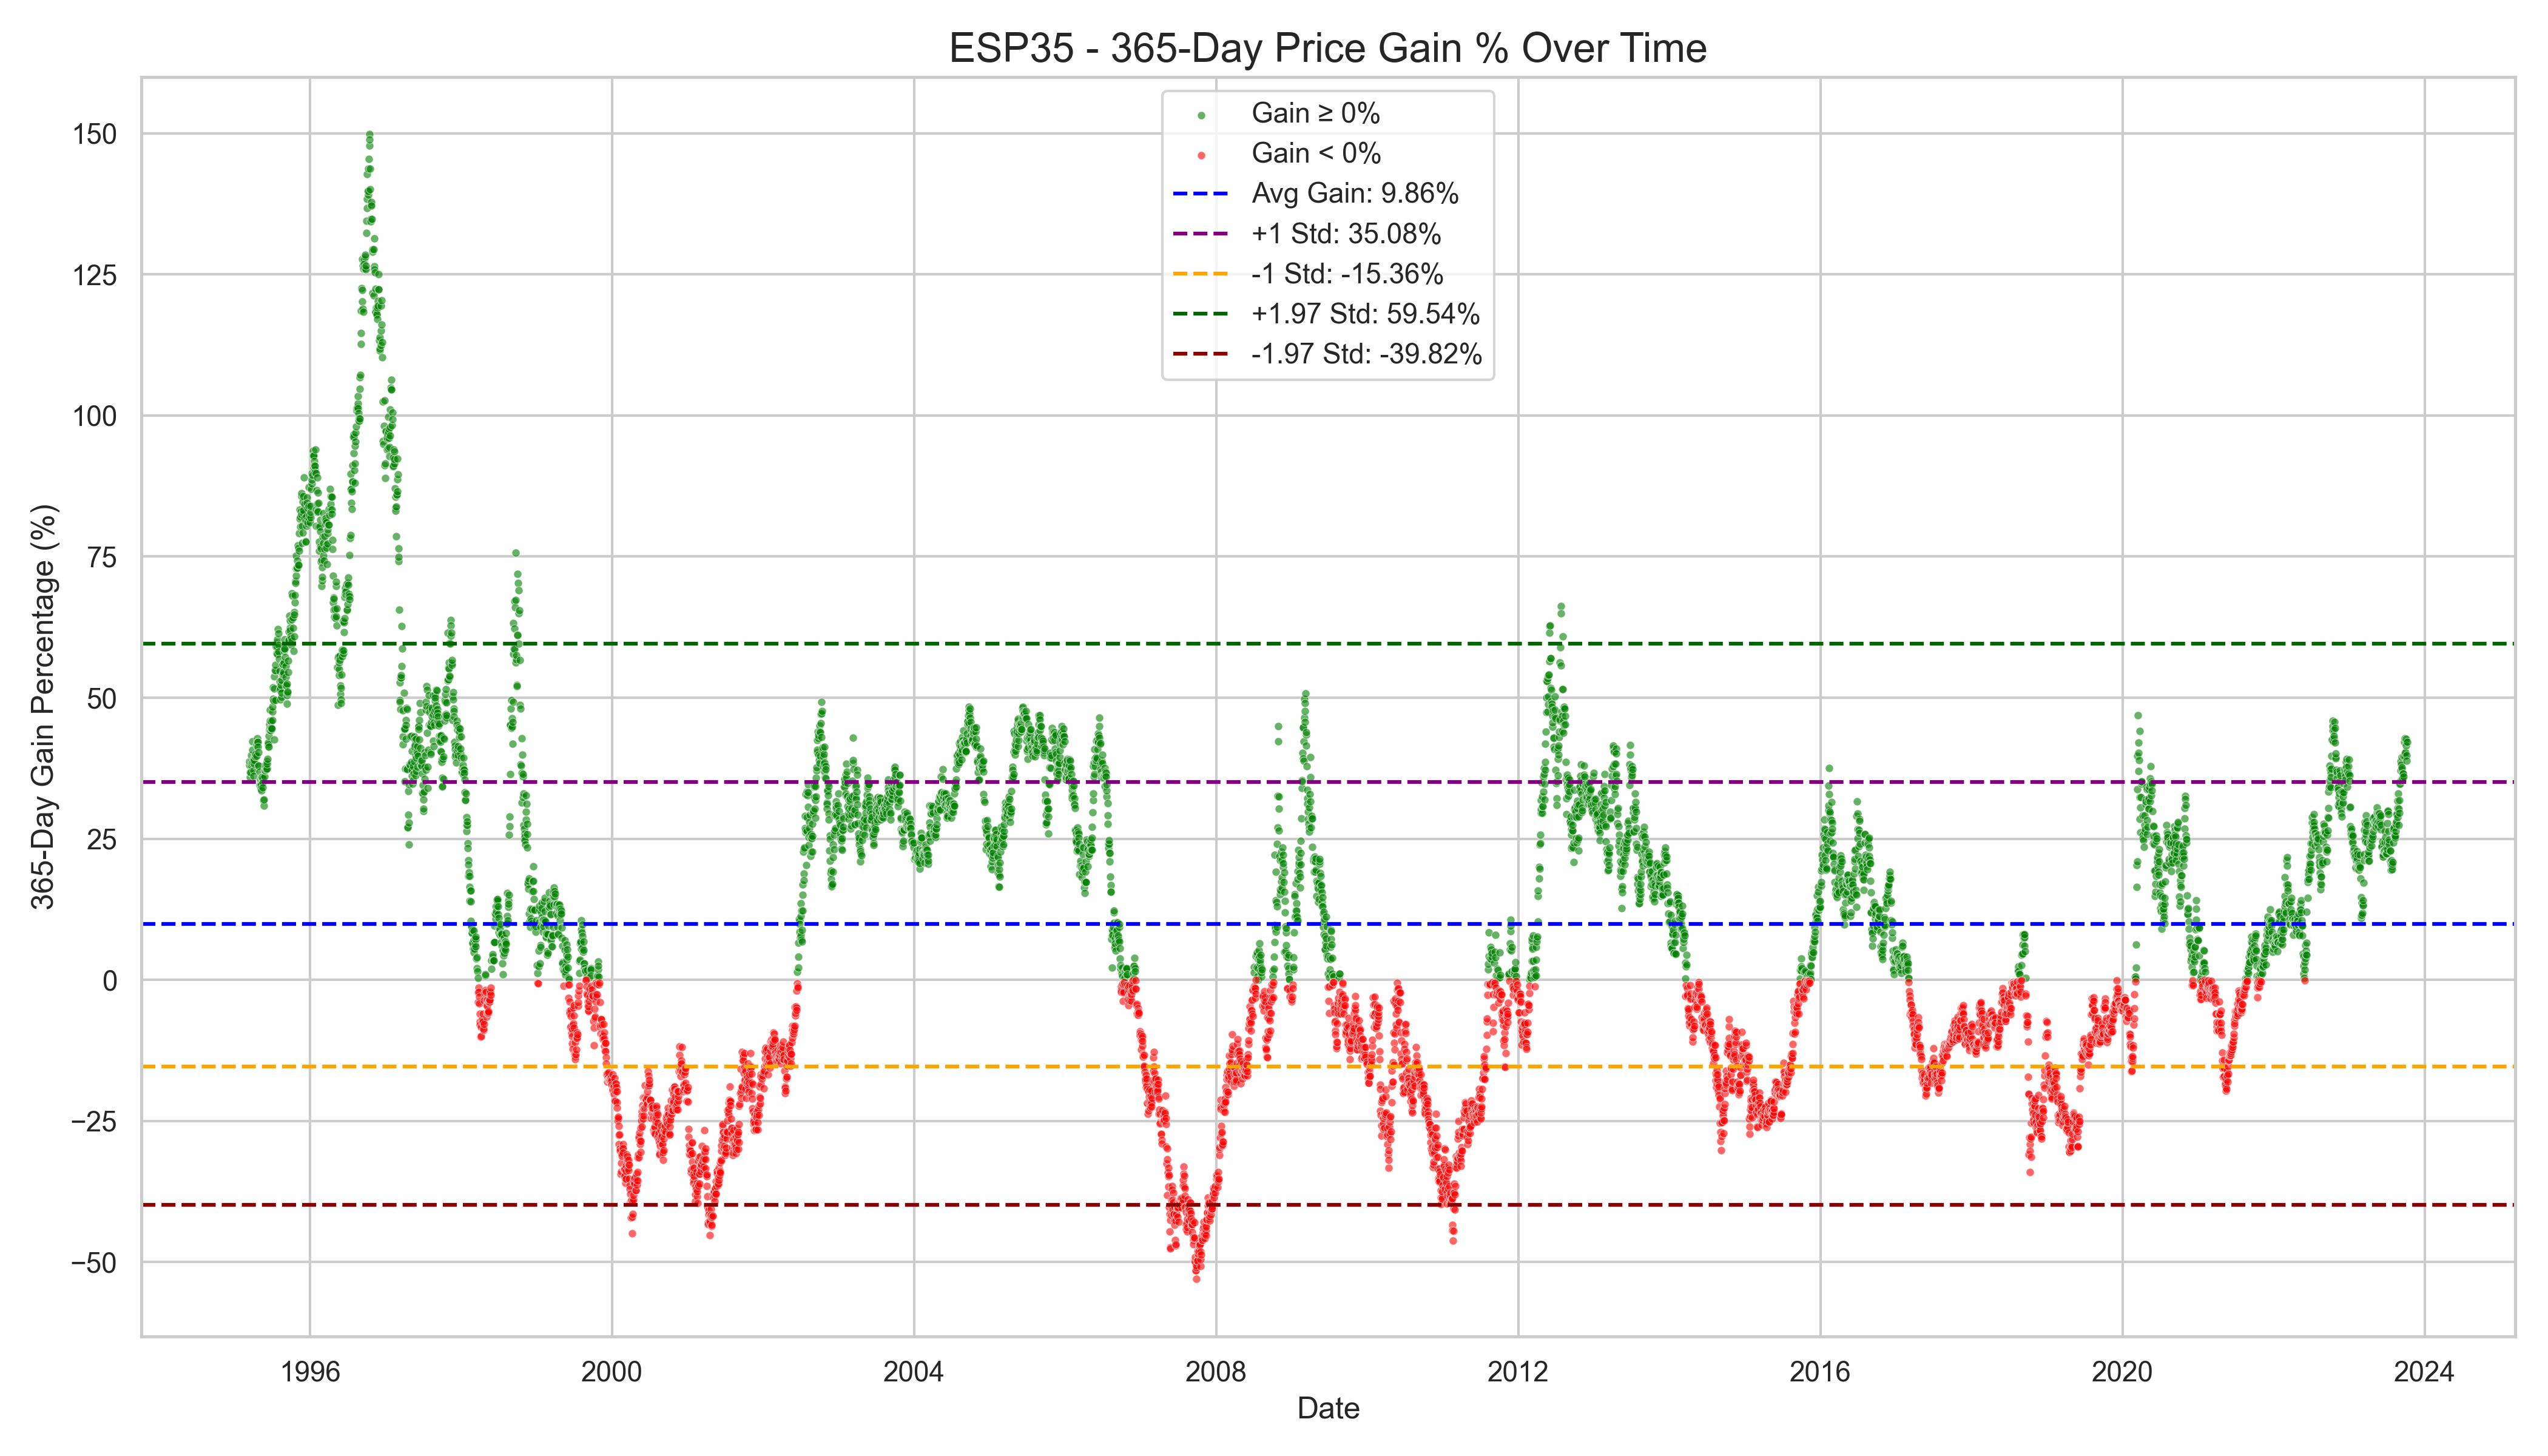 ESP35 - 365-Day Price Gain % Over Time
Gain ≥ 0%
Gain < 0%
Avg Gain: 9.86%
+1 Std: 35.08%
-1 Std: -15.36%
+1.97 Std: 59.54%
-1.97 Std: -39.82%
365-Day Gain Percentage (%)
150
125
100
75
50
25
0
−25
−50
1996 2000 2004 2008 2012 2016 2020 2024
Date